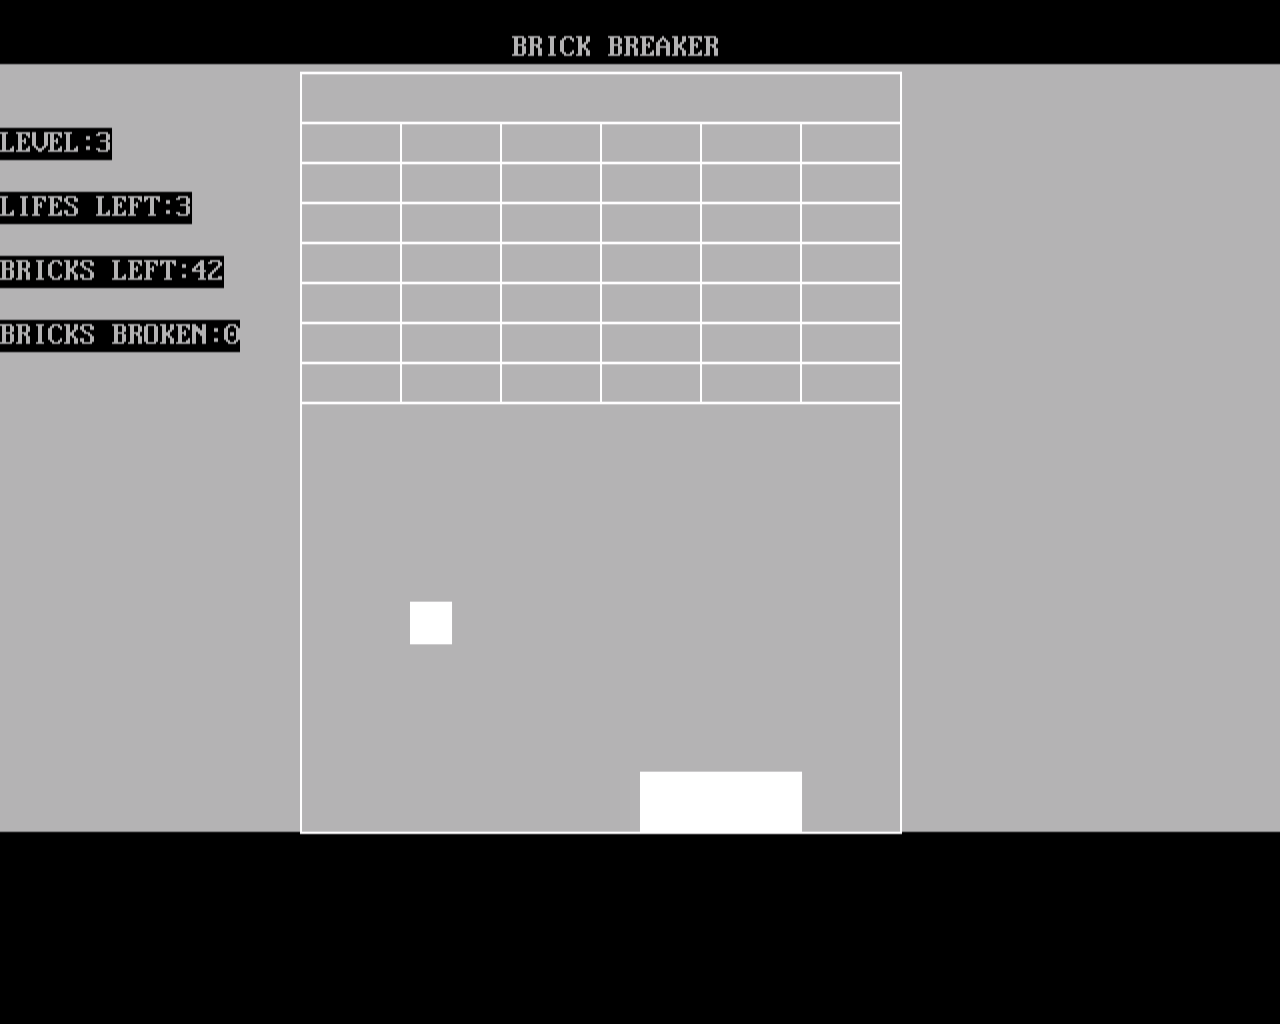 BRICK BREAKER
LEVEL:3
LIFES LEFT:3
BRICKS LEFT:42
BRICKS BROKEN:0